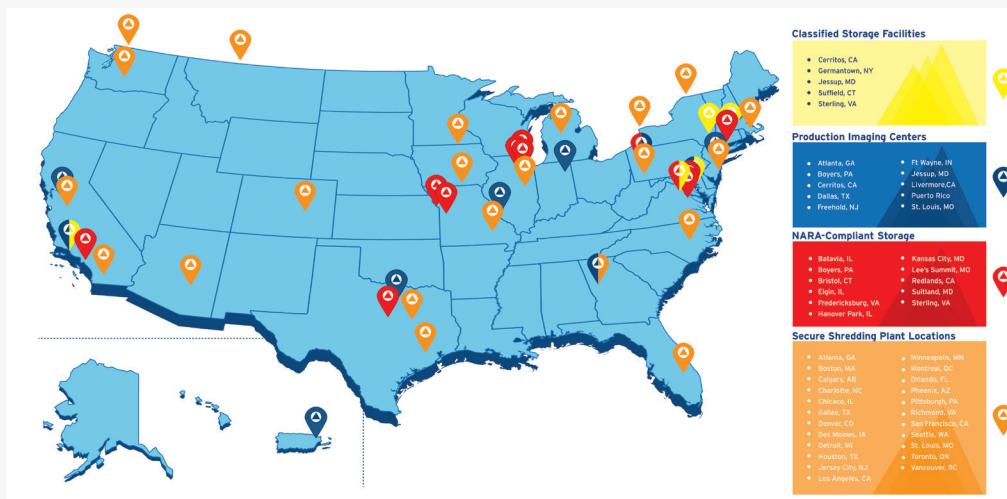 Classified Storage Facilities
Cerritos, CA
Germantown, NY
Jessup, MD
Suffield, CT
Sterling, VA
Production Imaging Centers
Atlanta, GA
Boyers, PA
Cerritos, CA
Dallas, TX
Freehold, NJ
Ft Wayne, IN
Jessup, MD
Livermore,CA
Puerto Rico
St. Louis, MO
NARA-Compliant Storage
Batavia, IL
Boyers, PA
Bristol, CT
Elgin, IL
Fredericksburg, VA
Hanover Park, IL
Kansas City, MO
Lee's Summit, MO
Redlands, CA
Suitland, MD
Sterling, VA
Secure Shredding Plant Locations
Atlanta, GA
Boston, MA
Calgary, AB
Charlotte, NC
Chicaco, IL
Dallas, TX
Denver, CO
Des Moines, IA
Detroit, MI
Houston, TX
Jersey City, NJ
Los Angeles, CA
Minneapolis, MN
Montreal, QC
Orlando, FL
Phoenix, AZ
Pittsburgh, PA
Richmond, VA
San Francisco, CA
Seattle, WA
St. Louis, MO
Toronto, ON
Vancouver, BC